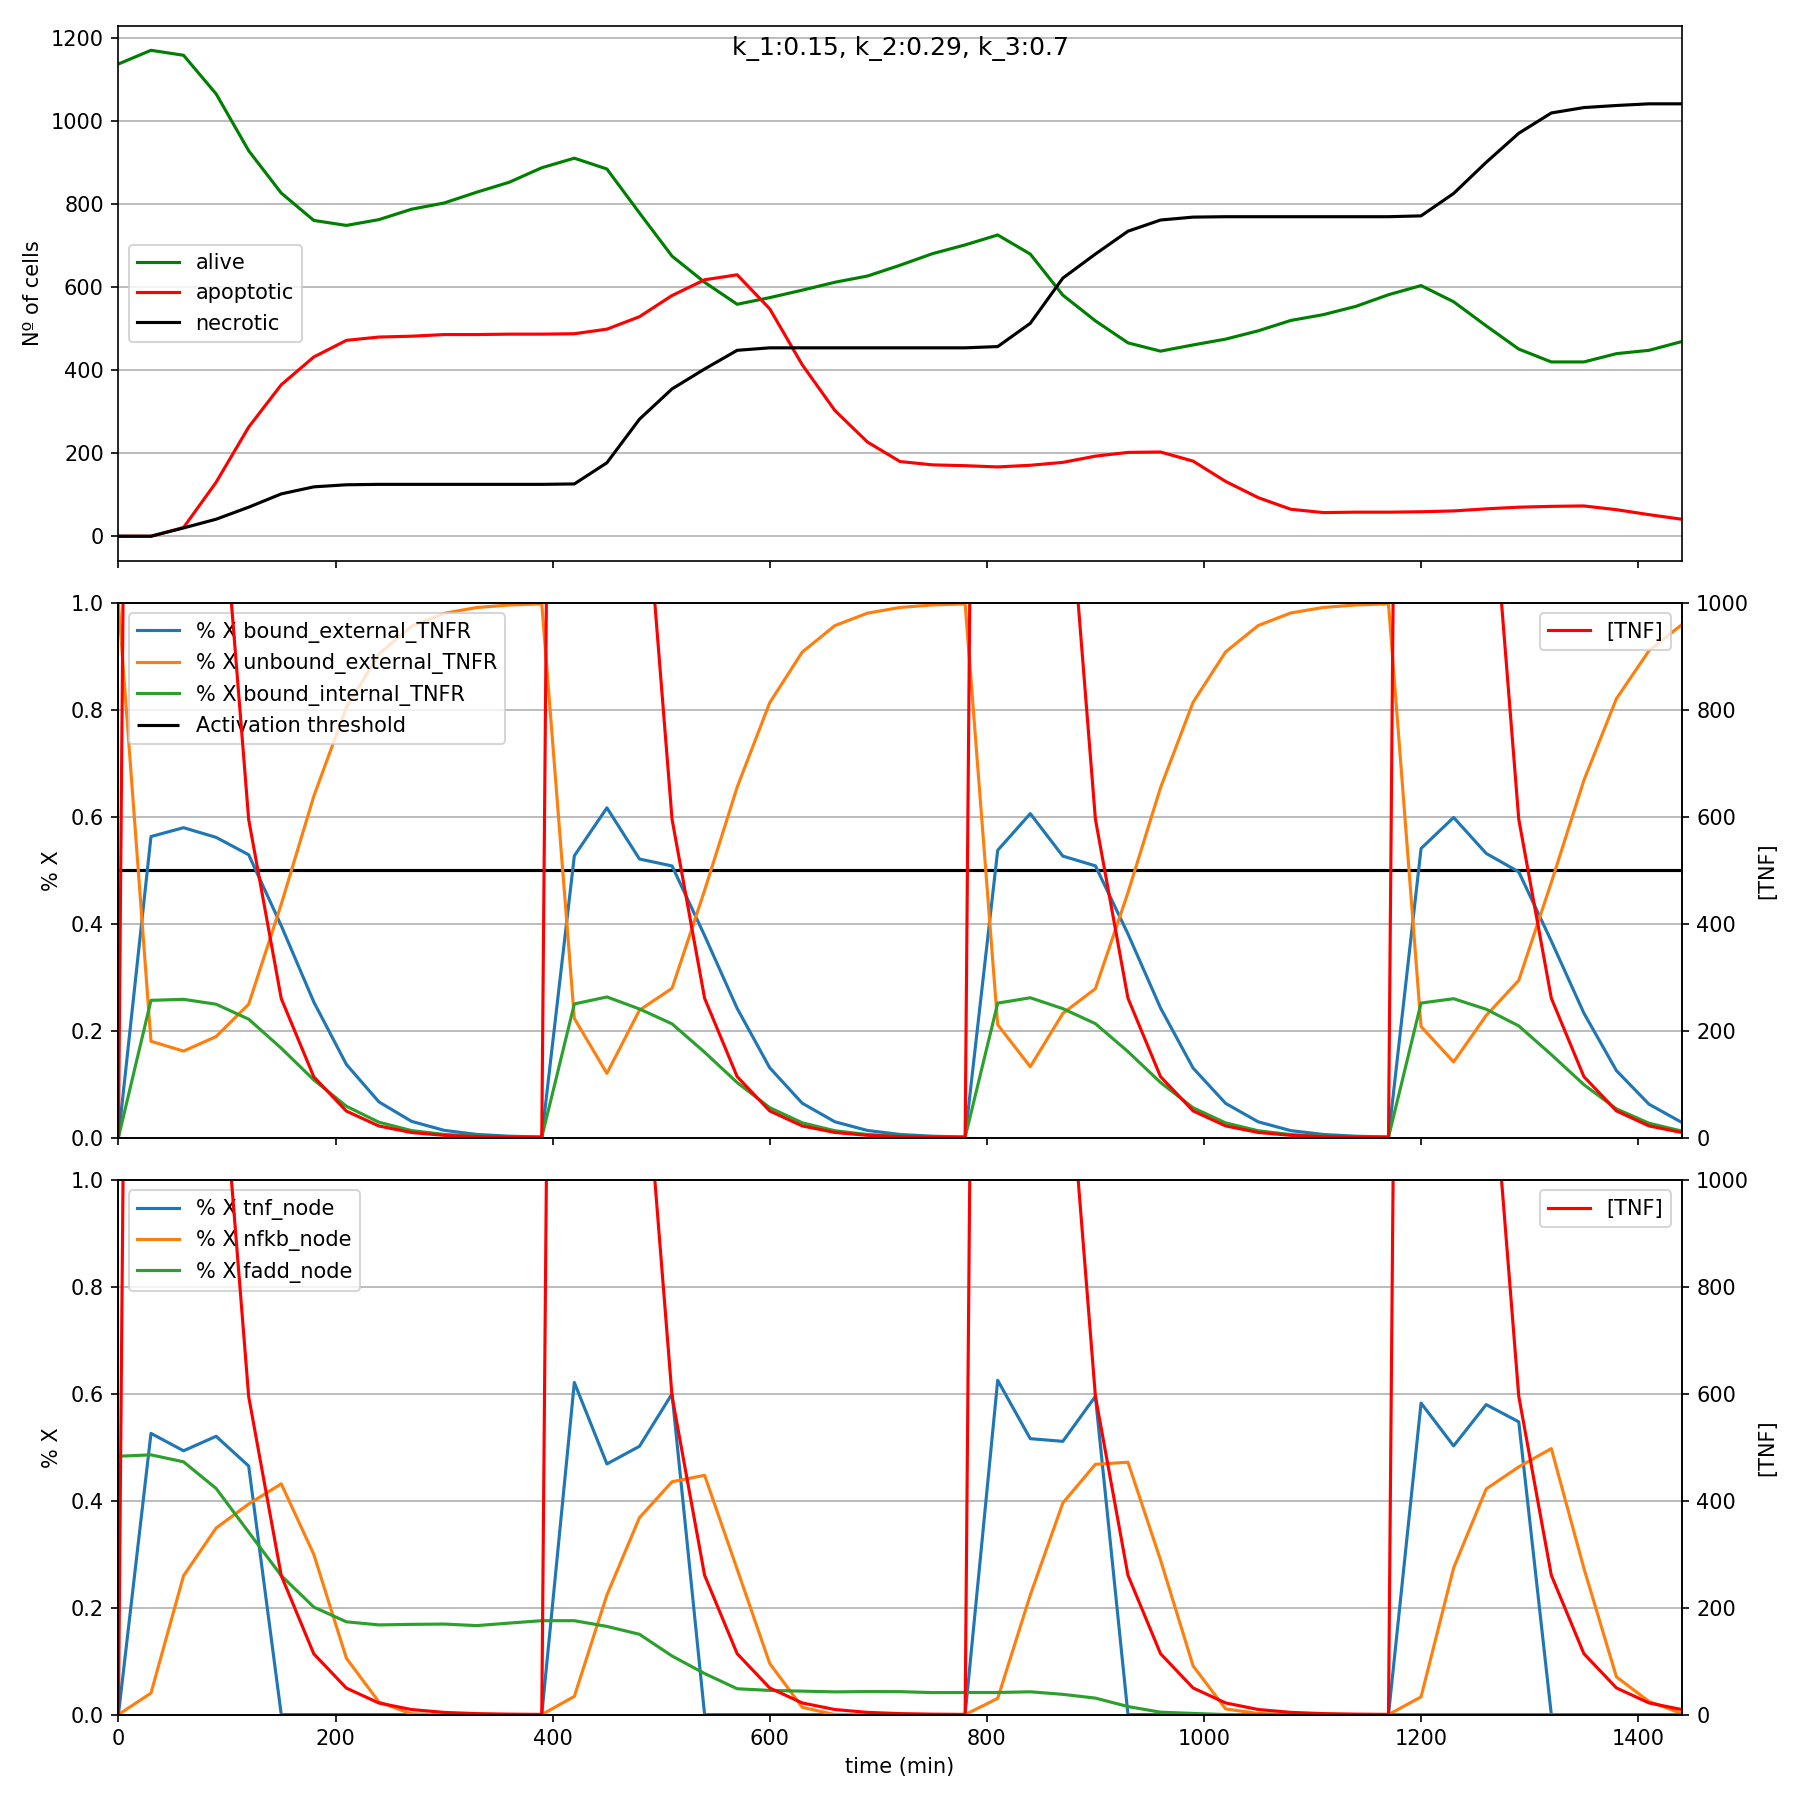 k_1:0.15, k_2:0.29, k_3:0.7
1200
1000
800
600
400
200
0
Nº of cells
alive
apoptotic
necrotic
1.0
0.8
0.6
0.4
0.2
0.0
% X
% X bound_external_TNFR
% X unbound_external_TNFR
% X bound_internal_TNFR
Activation threshold
[TNF]
1000
800
600
400
200
0
[TNF]
1.0
0.8
0.6
0.4
0.2
0.0
% X
% X tnf_node
% X nfkb_node
% X fadd_node
[TNF]
1000
800
600
400
200
0
[TNF]
0 200 400 600 800 1000 1200 1400
time (min)